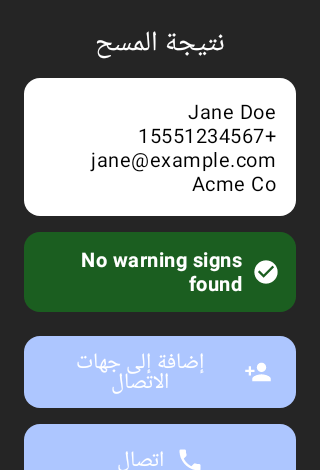 نتيجة المسح
Jane Doe
15551234567+
jane@example.com
Acme Co
No warning signs
found
إضافة إلى جهات
الاتصال
اتصال